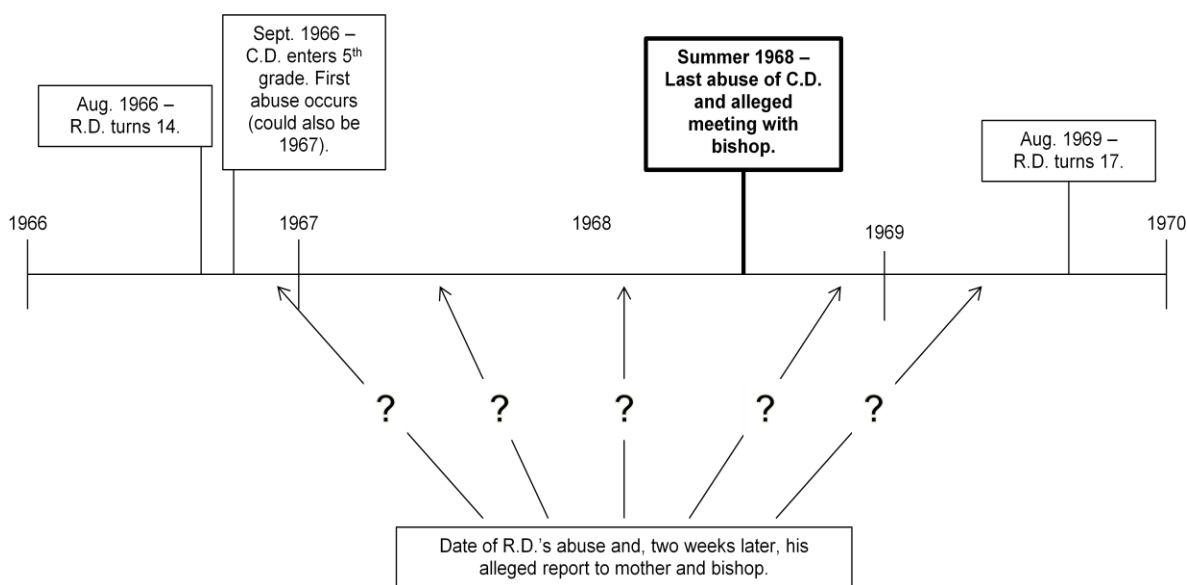 Sept. 1966 –
C.D. enters 5th
grade. First
abuse occurs
(could also be
1967).
Summer 1968 –
Last abuse of C.D.
and alleged
meeting with
bishop.
Aug. 1966 –
R.D. turns 14.
Aug. 1969 –
R.D. turns 17.
1966
1967
1968
1969
1970
?
?
?
?
?
Date of R.D.'s abuse and, two weeks later, his
alleged report to mother and bishop.